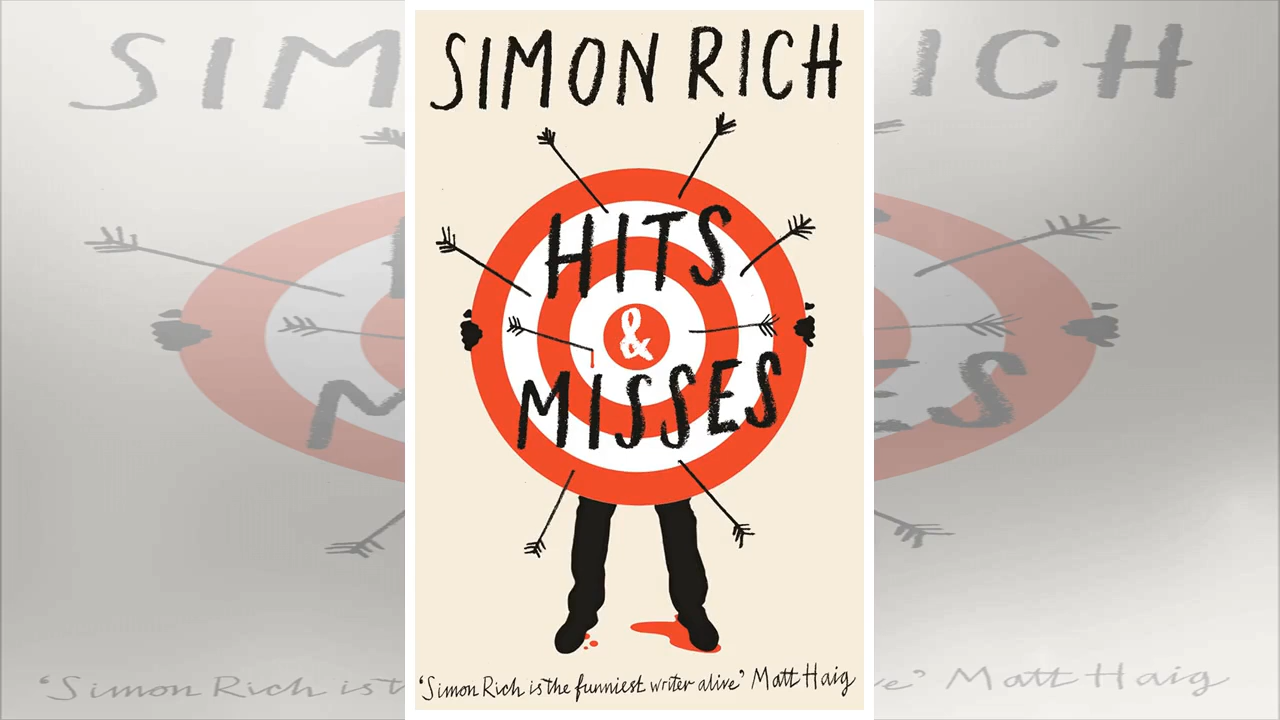 SIMON RICH
HITS
&
MISSES
‘Simon Rich is the funniest writer alive’ Matt Haig